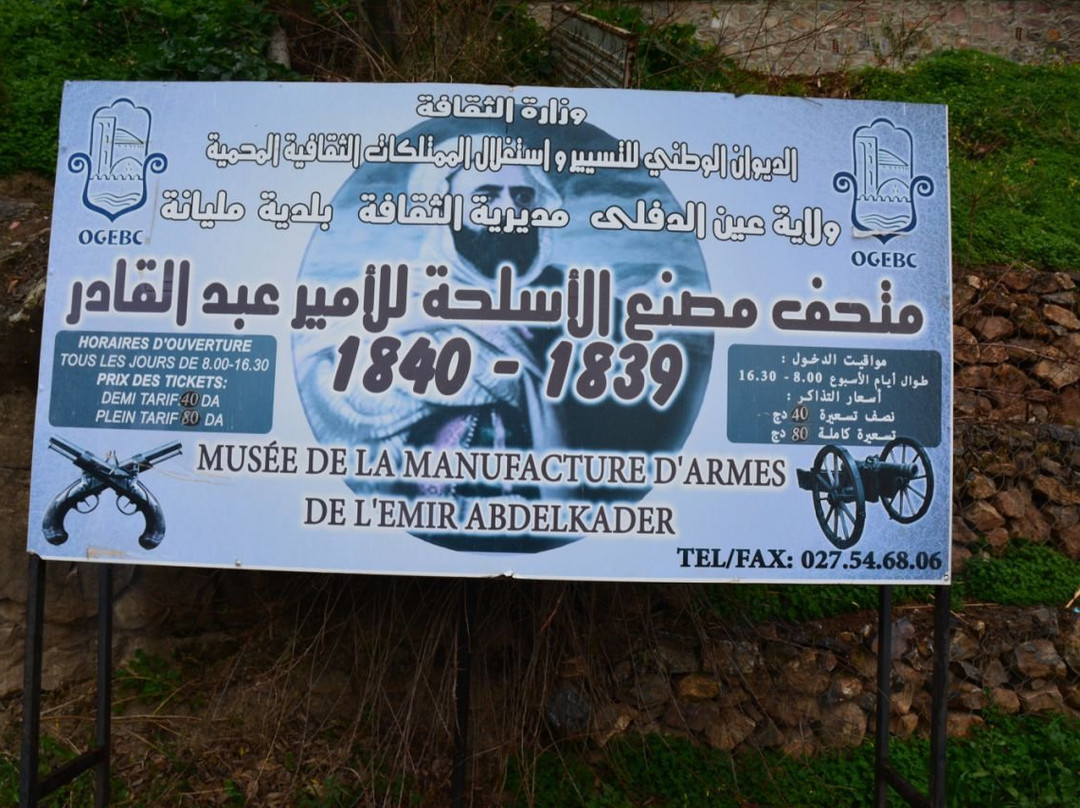 وزارة الثقافة
الديوان الوطني للتسيير و استغلال الممتلكات الثقافية المحمية
ولاية عين الدفلى مديرية الثقافة بلدية مليانة
OGEBC
OGEBC
متحف مصنع الأسلحة للأمير عبد القادر
1840 - 1839
HORAIRES D'OUVERTURE
TOUS LES JOURS DE 8.00-16.30
PRIX DES TICKETS:
DEMI TARIF 40 DA
PLEIN TARIF 80 DA
مواقيت الدخول :
طوال أيام الأسبوع 8.00 - 16.30
أسعار التذاكر :
نصف تسعيرة 40 دج
تسعيرة كاملة 80 دج
MUSÉE DE LA MANUFACTURE D'ARMES
DE L'EMIR ABDELKADER
TEL/FAX: 027.54.68.06